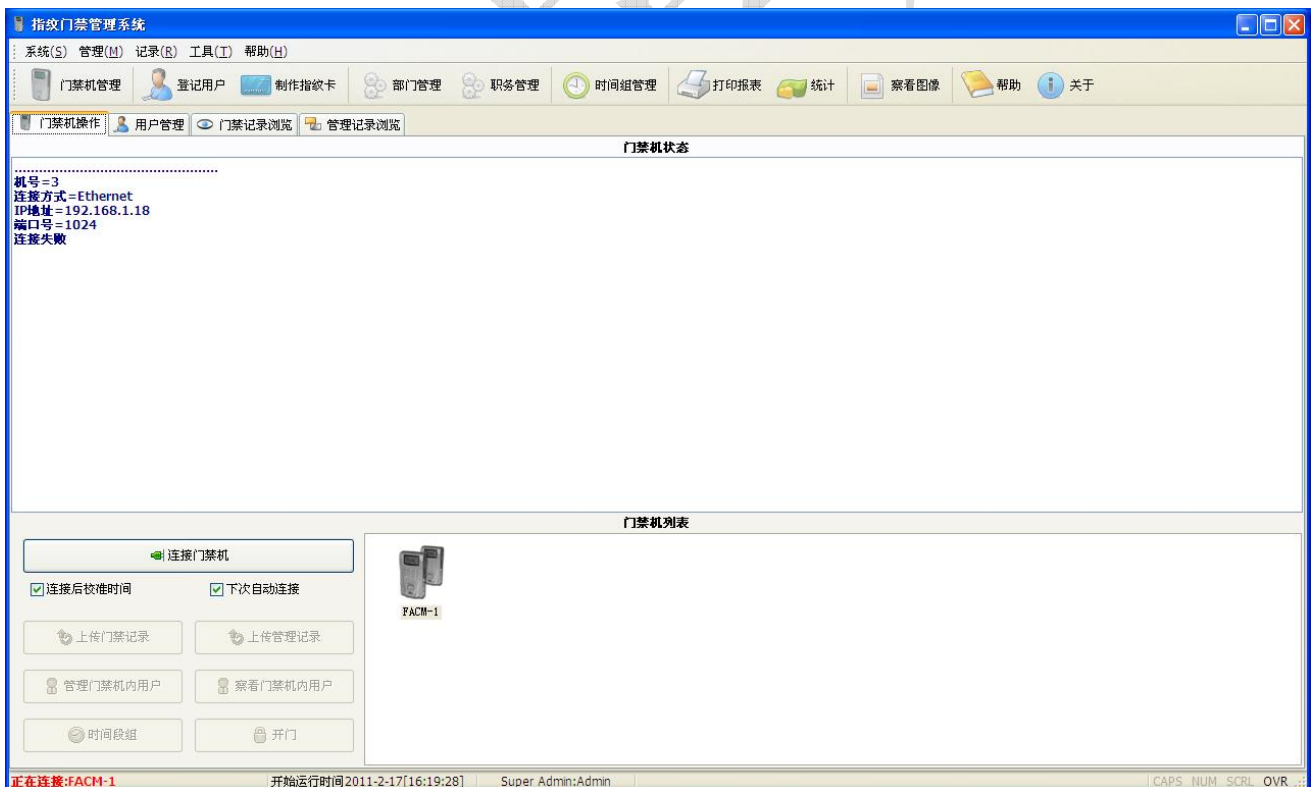 指纹门禁管理系统
系统(S) 管理(M) 记录(R) 工具(T) 帮助(H)
门禁机管理 登记用户 制作指纹卡 部门管理 职务管理 时间组管理 打印报表 统计 察看图像 帮助 关于
门禁机操作 用户管理 门禁记录浏览 管理记录浏览
门禁机状态
................................................
机号=3
连接方式=Ethernet
IP地址=192.168.1.18
端口号=1024
连接失败
门禁机列表
连接门禁机
连接后校准时间 下次自动连接
FACM-1
上传门禁记录 上传管理记录
管理门禁机内用户 察看门禁机内用户
时间段组 开门
正在连接:FACM-1 开始运行时间2011-2-17[16:19:28] Super Admin:Admin CAPS NUM SCRL OVR